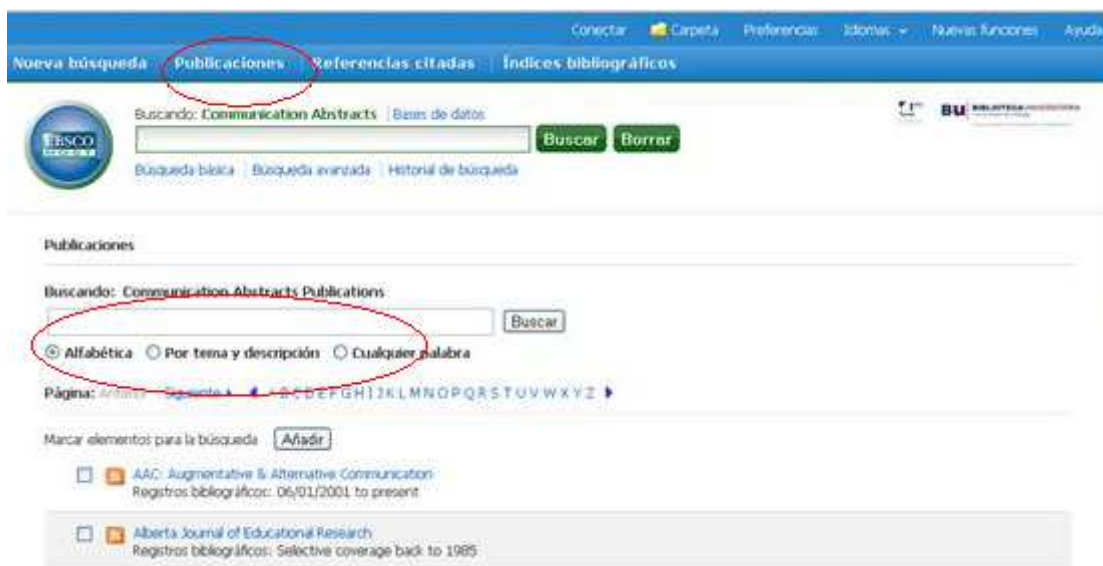 Conectar Carpeta Preferencias Idiomas Nuevas funciones Ayuda
Nueva búsqueda Publicaciones Referencias citadas Índices bibliográficos
Buscando: Communication Abstracts Bases de datos
EBSCO
HOST
Buscar Borrar
BU BIBLIOTECA
Búsqueda básica Búsqueda avanzada Historial de búsqueda
Publicaciones
Buscando: Communication Abstracts Publications
Buscar
Alfabética Por tema y descripción Cualquier palabra
Página: Anterior Siguiente A B C D E F G H I J K L M N O P Q R S T U V W X Y Z
Marcar elementos para la búsqueda Añadir
AAC: Augmentative & Alternative Communication
Registros bibliográficos: 06/01/2001 to present
Alberta Journal of Educational Research
Registros bibliográficos: Selective coverage back to 1985